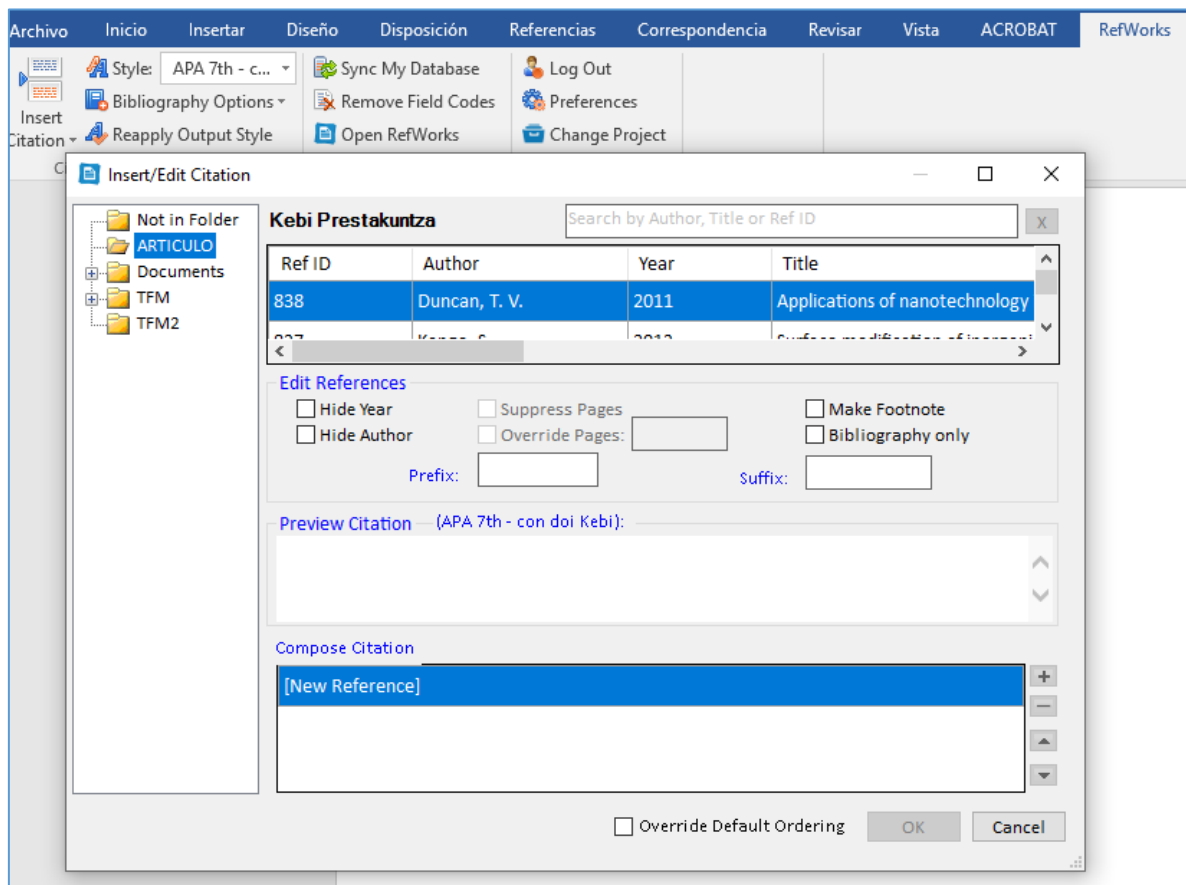 Archivo Inicio Insertar Diseño Disposición Referencias Correspondencia Revisar Vista ACROBAT RefWorks
Style: APA 7th - c... Sync My Database Log Out
Bibliography Options Remove Field Codes Preferences
Insert
Citation Reapply Output Style Open RefWorks Change Project
Insert/Edit Citation
Not in Folder
ARTICULO
Documents
TFM
TFM2
Kebi Prestakuntza Search by Author, Title or Ref ID X
Ref ID Author Year Title
838 Duncan, T. V. 2011 Applications of nanotechnology
Edit References
Hide Year Suppress Pages Make Footnote
Hide Author Override Pages: Bibliography only
Prefix: Suffix:
Preview Citation (APA 7th - con doi Kebi):
Compose Citation
[New Reference]
Override Default Ordering OK Cancel